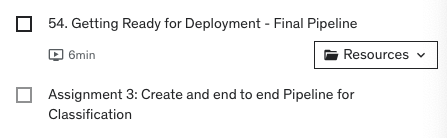 54. Getting Ready for Deployment - Final Pipeline
6min
Resources
Assignment 3: Create and end to end Pipeline for
Classification